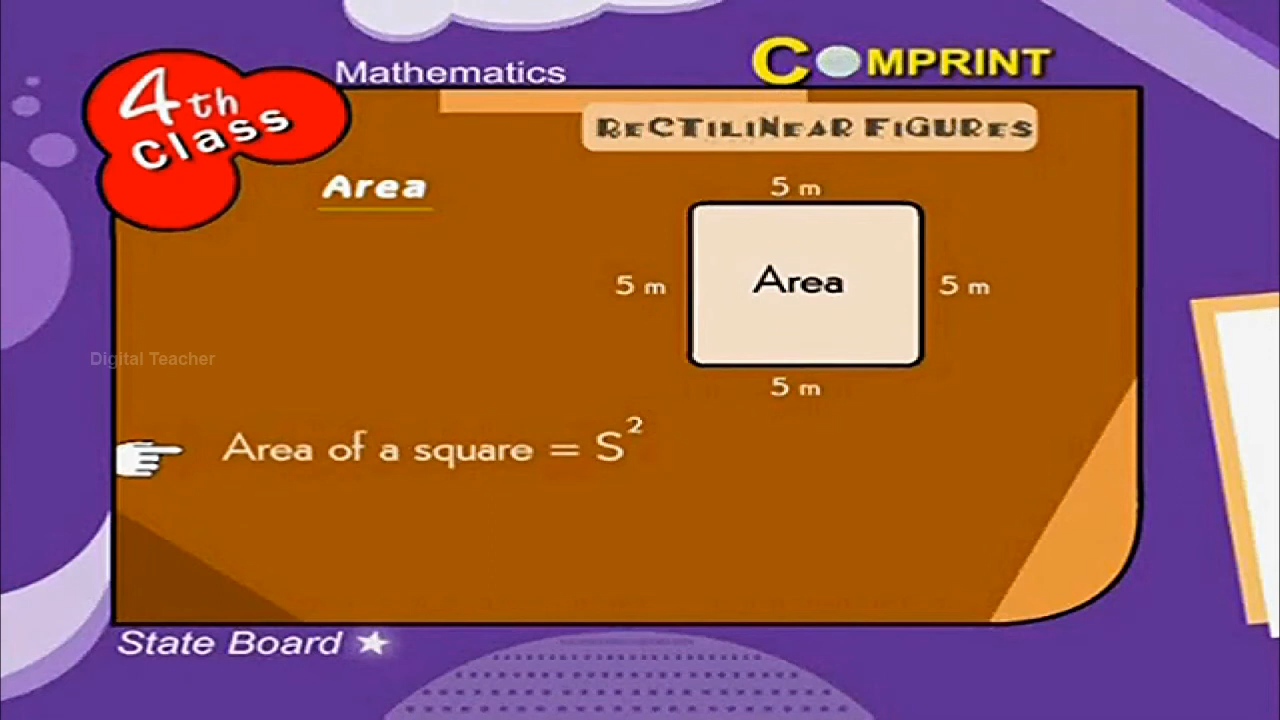 Mathematics
COMPRINT
4th
Class
RECTILINEAR FIGURES
Area
5 m
5 m
Area
5 m
5 m
Digital Teacher
Area of a square = S²
State Board